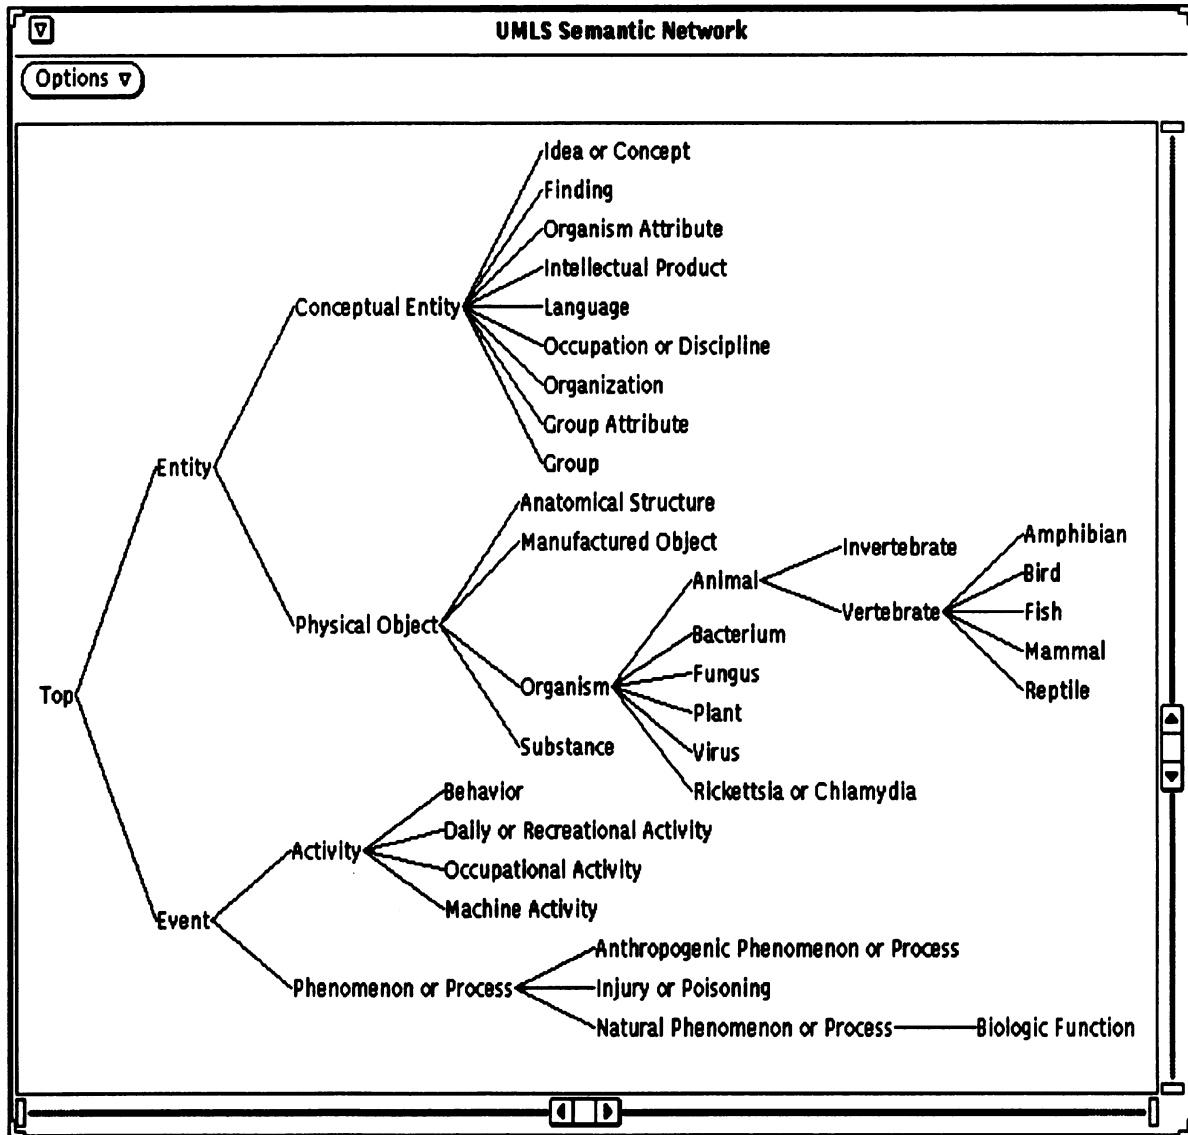 UMLS Semantic Network
Options
Idea or Concept
Finding
Organism Attribute
Intellectual Product
Conceptual Entity
Language
Occupation or Discipline
Organization
Group Attribute
Group
Entity
Anatomical Structure
Manufactured Object
Physical Object
Animal
Invertebrate
Vertebrate
Amphibian
Bird
Fish
Mammal
Reptile
Organism
Bacterium
Fungus
Plant
Virus
Rickettsia or Chlamydia
Substance
Top
Behavior
Daily or Recreational Activity
Activity
Occupational Activity
Machine Activity
Event
Anthropogenic Phenomenon or Process
Phenomenon or Process
Injury or Poisoning
Natural Phenomenon or Process
Biologic Function